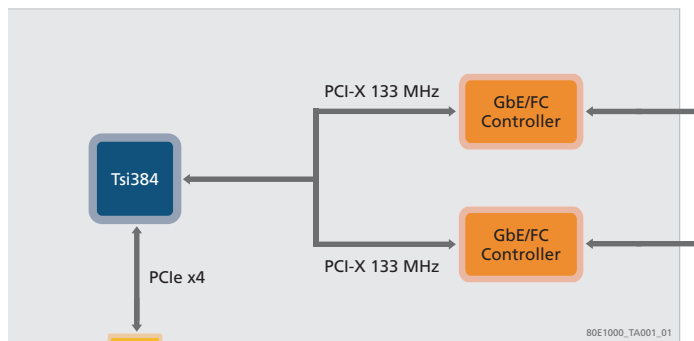 PCI-X 133 MHz
GbE/FC
Controller
Tsi384
GbE/FC
Controller
PCI-X 133 MHz
PCIe x4
80E1000_TA001_01